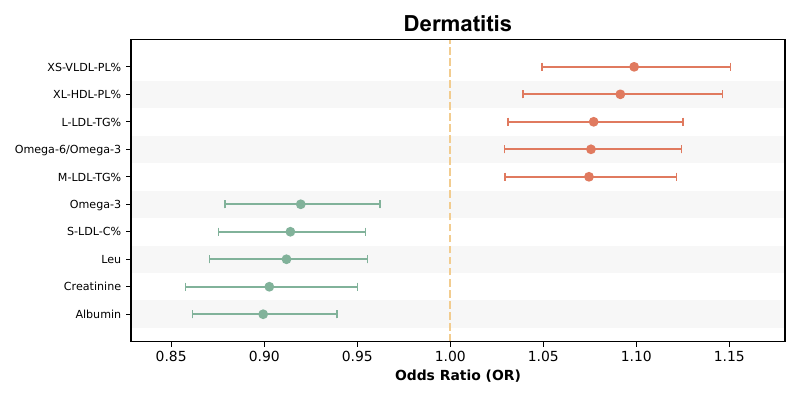 Dermatitis
XS-VLDL-PL%
XL-HDL-PL%
L-LDL-TG%
Omega-6/Omega-3
M-LDL-TG%
Omega-3
S-LDL-C%
Leu
Creatinine
Albumin
0.85 0.90 0.95 1.00 1.05 1.10 1.15
Odds Ratio (OR)